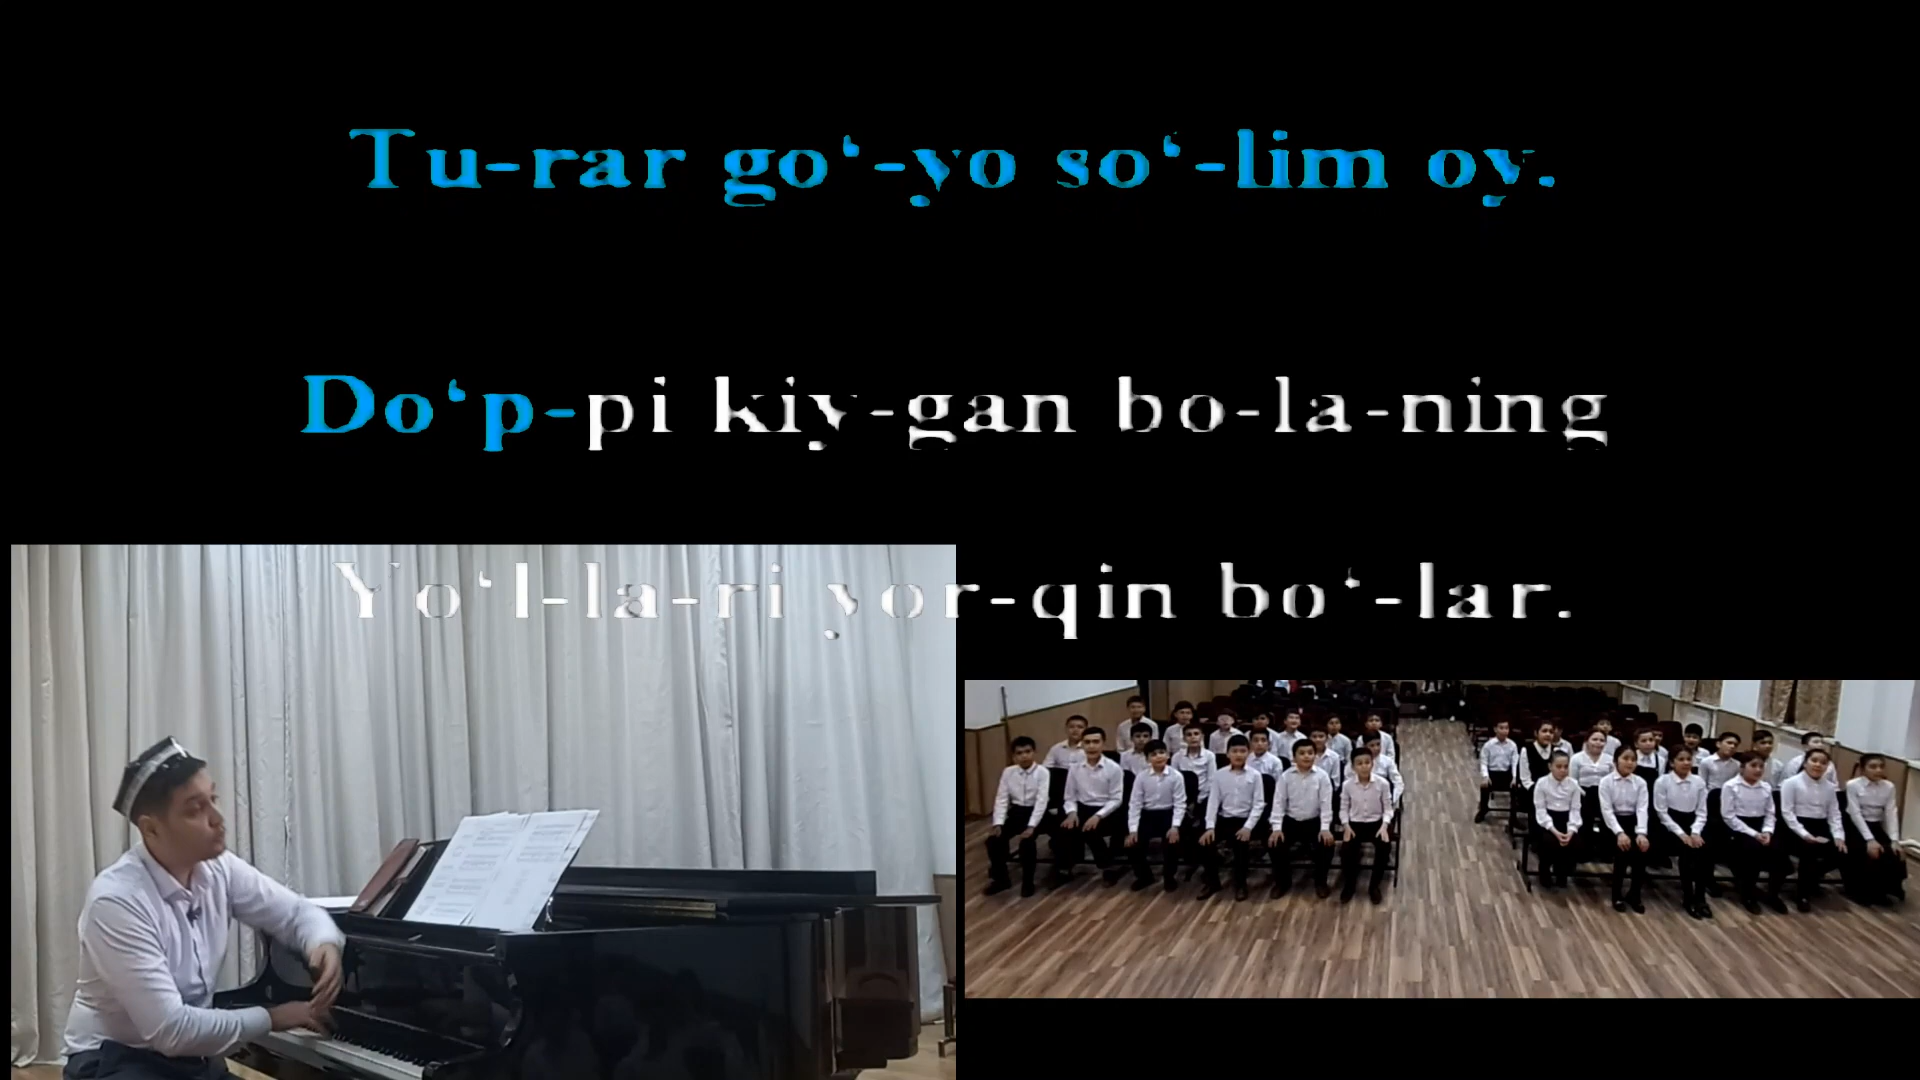 Tu-rar go‘-yo so‘-lim oy.
Do‘p-pi kiy-gan bo-la-ning
Yo‘l-la-ri yor-qin bo‘-lar.